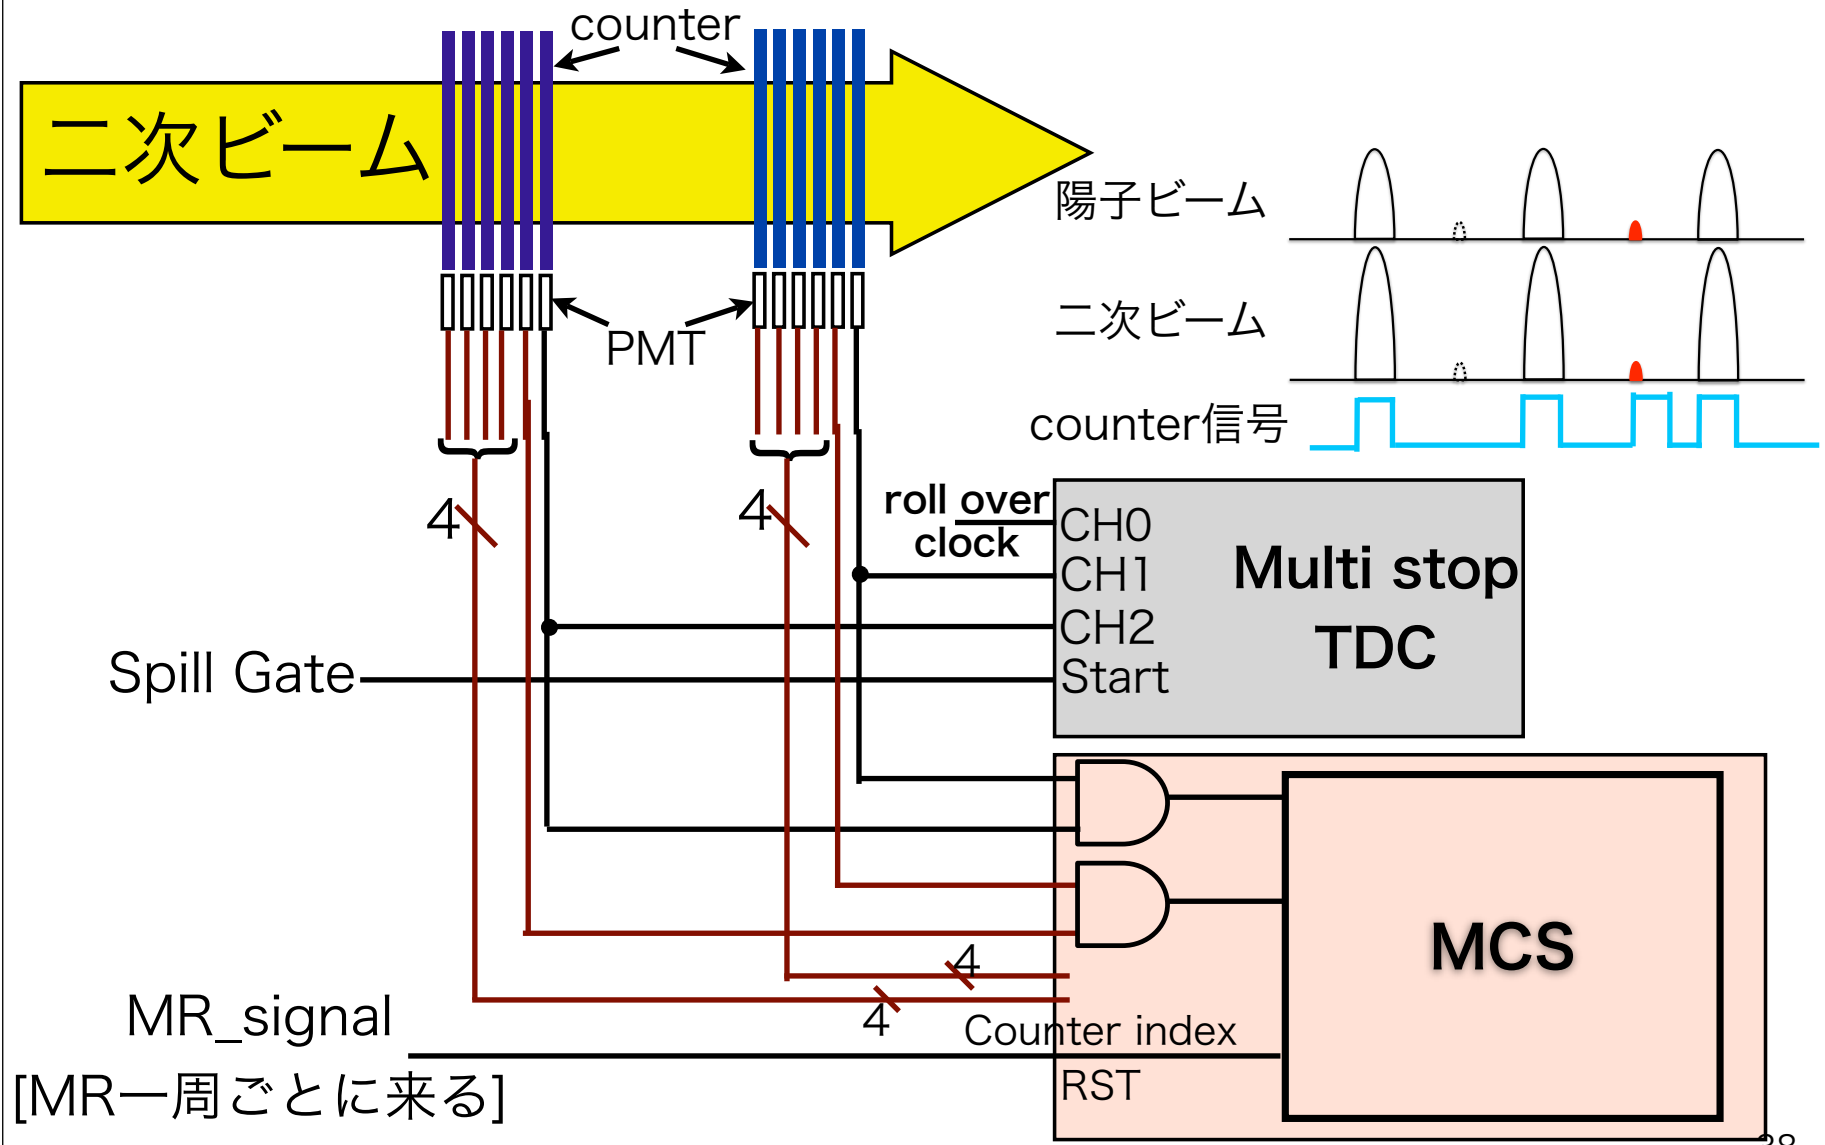 counter
二次ビーム
PMT
陽子ビーム
二次ビーム
counter信号
4
4
roll over
clock
CH0
CH1
CH2
Start
Multi stop
TDC
Spill Gate
MCS
4
4
Counter index
RST
MR_signal
[MR一周ごとに来る]